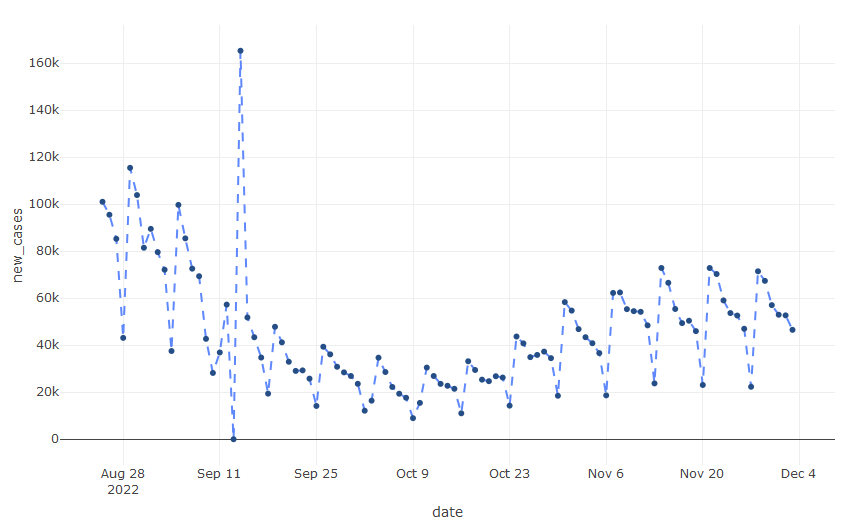 160k
140k
120k
100k
80k
60k
40k
20k
0
new_cases
Aug 28 Sep 11 Sep 25 Oct 9 Oct 23 Nov 6 Nov 20 Dec 4
2022
date